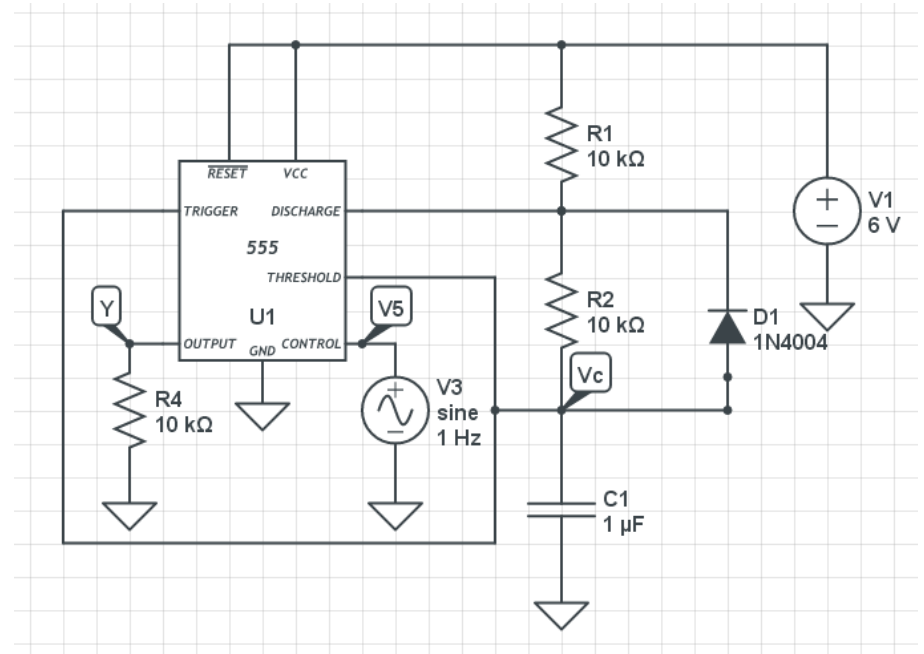 R1
10 kΩ
RESET VCC
TRIGGER DISCHARGE
555
THRESHOLD
U1
OUTPUT CONTROL
GND
Y
V5
V1
6 V
R2
10 kΩ
D1
1N4004
Vc
V3
sine
1 Hz
R4
10 kΩ
C1
1 µF